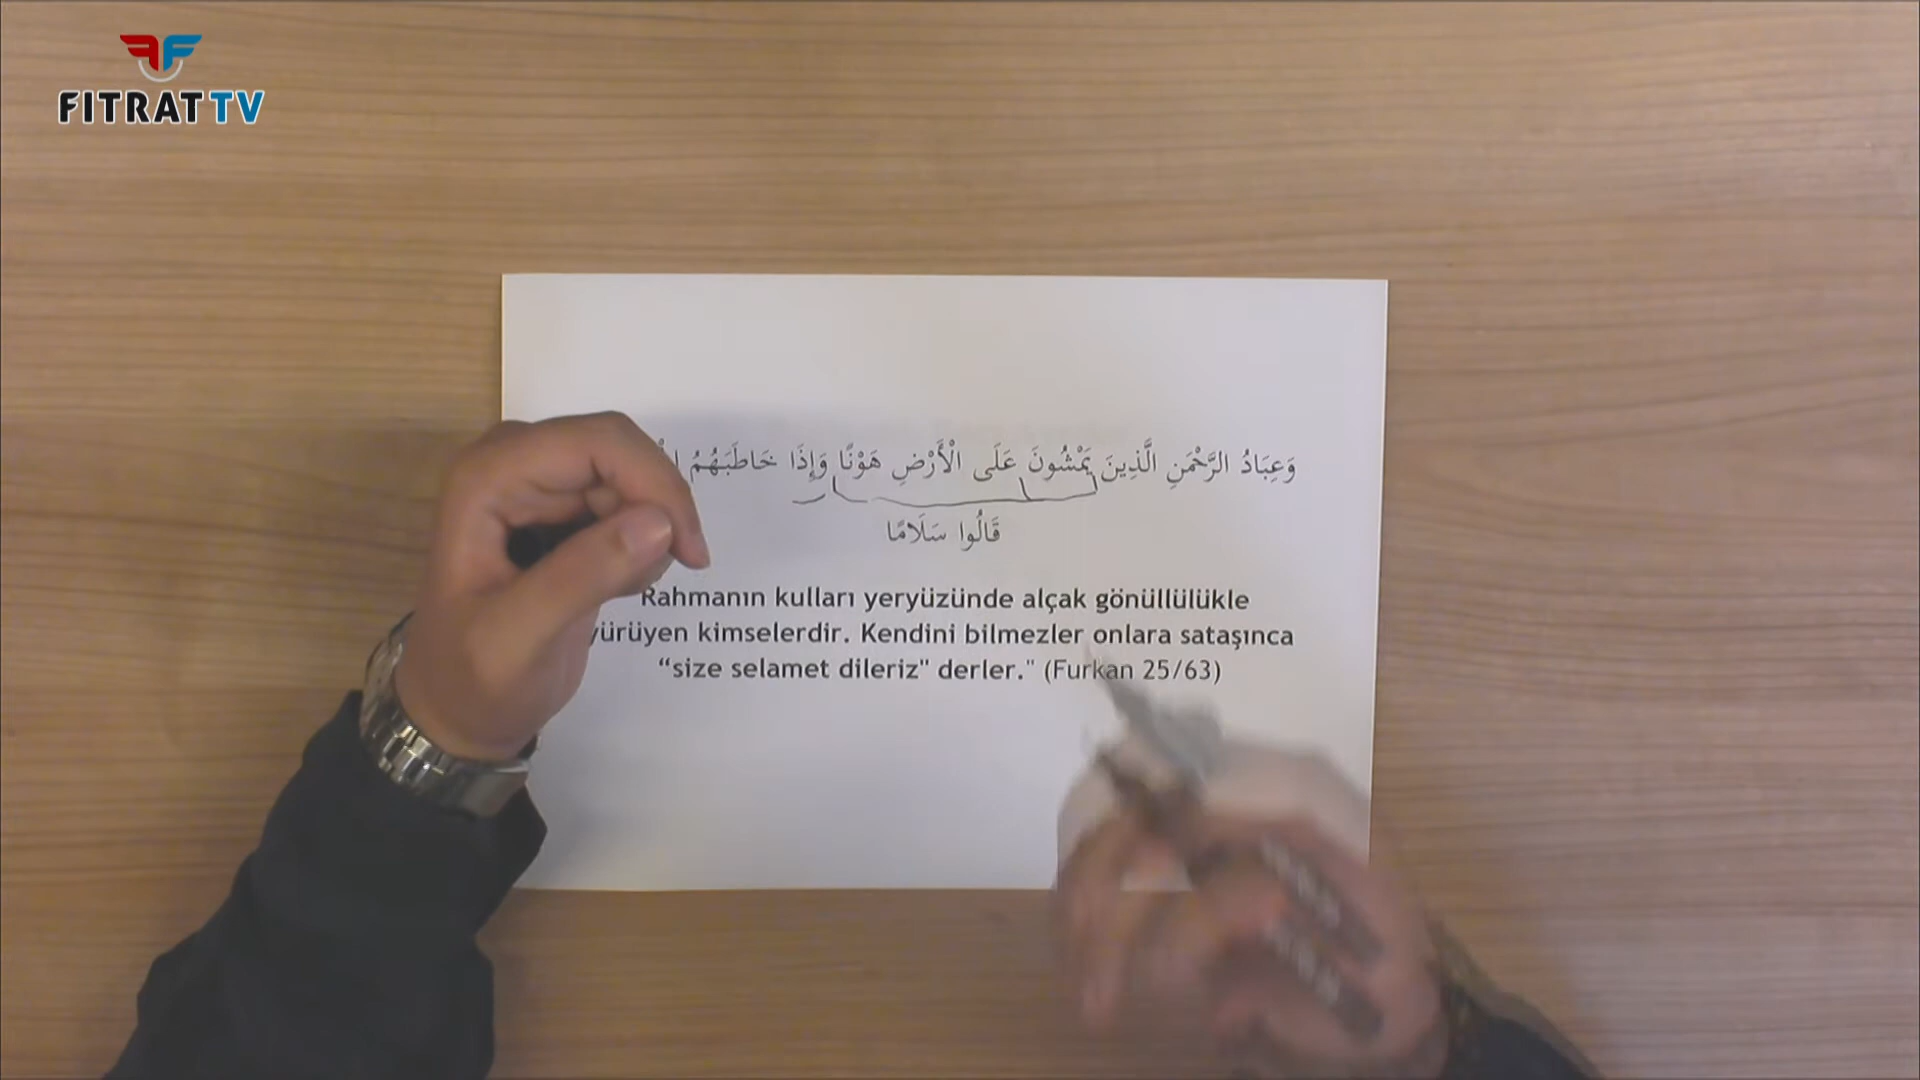 FITRAT TV
وَعِبَادُ الرَّحْمَنِ الَّذِينَ يَمْشُونَ عَلَى الْأَرْضِ هَوْنًا وَإِذَا خَاطَبَهُمُ
قَالُوا سَلَامًا
Rahmanın kulları yeryüzünde alçak gönüllülükle
yürüyen kimselerdir. Kendini bilmezler onlara sataşınca
“size selamet dileriz" derler." (Furkan 25/63)